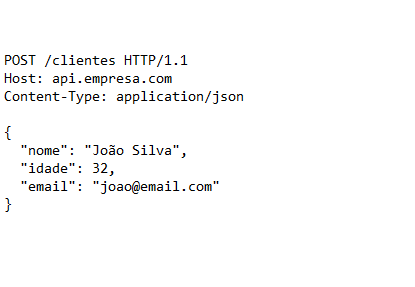 POST /clientes HTTP/1.1
Host: api.empresa.com
Content-Type: application/json

{
  "nome": "João Silva",
  "idade": 32,
  "email": "joao@email.com"
}